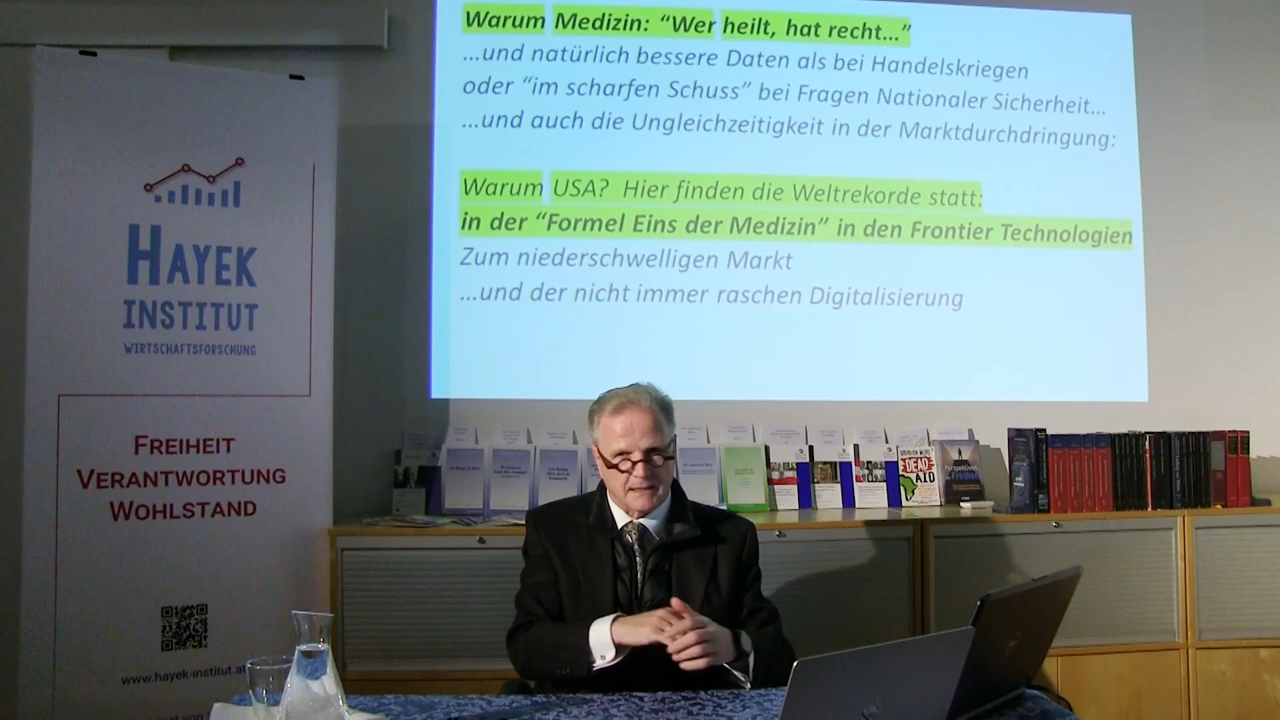 Warum Medizin: “Wer heilt, hat recht…”
…und natürlich bessere Daten als bei Handelskriegen
oder “im scharfen Schuss” bei Fragen Nationaler Sicherheit…
…und auch die Ungleichzeitigkeit in der Marktdurchdringung:
Warum USA? Hier finden die Weltrekorde statt:
in der “Formel Eins der Medizin” in den Frontier Technologien
Zum niederschwelligen Markt
…und der nicht immer raschen Digitalisierung
HAYEK
INSTITUT
WIRTSCHAFTSFORSCHUNG
FREIHEIT
VERANTWORTUNG
WOHLSTAND
www.hayek-institut.at
DEAD
AID